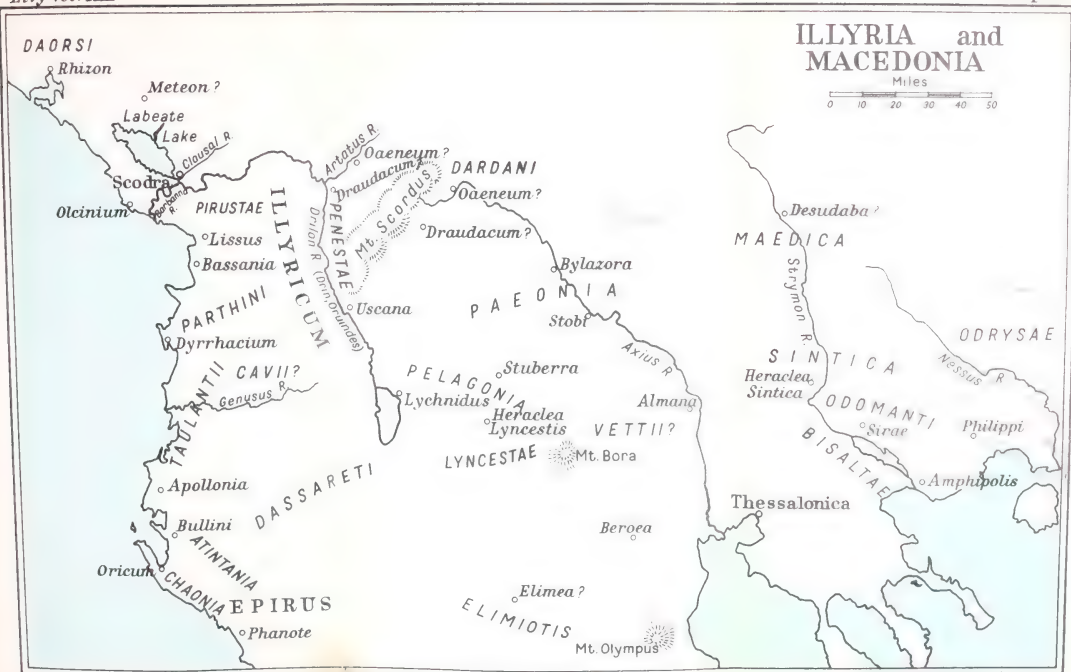 ILLYRIA and
MACEDONIA
Miles
0 10 20 30 40 50
DAORSI
Rhizon
Meteon ?
Labeate
Lake
Clausal R.
Scodra
Barbanna
R.
Olcinium
PIRUSTAE
Lissus
Bassania
ILLYRICUM
Artatus R.
Oaeneum ?
Draudacum ?
PENESTAE
Mt. Scordus
DARDANI
Oaeneum ?
Draudacum ?
Drilon R. (Drin, Oruindes)
Uscana
PARTHINI
Dyrrhacium
CAVII ?
Genusus R.
TAULANTII
Bylazora
PAEONIA
Stobi
Axius R.
Stuberra
PELAGONIA
Lychnidus
Heraclea
Lyncestis
Almana
VETTII ?
LYNCESTAE
Mt. Bora
DASSARETI
Apollonia
Bullini
ATINTANIA
Oricum
CHAONIA
EPIRUS
Phanote
Beroea
Thessalonica
Elimea ?
ELIMIOTIS
Mt. Olympus
Desudaba ?
MAEDICA
Strymon R.
SINTICA
Heraclea
Sintica
ODRYSAE
Nessus R
ODOMANTI
Sirae
Philippi
BISALTAE
Amphipolis